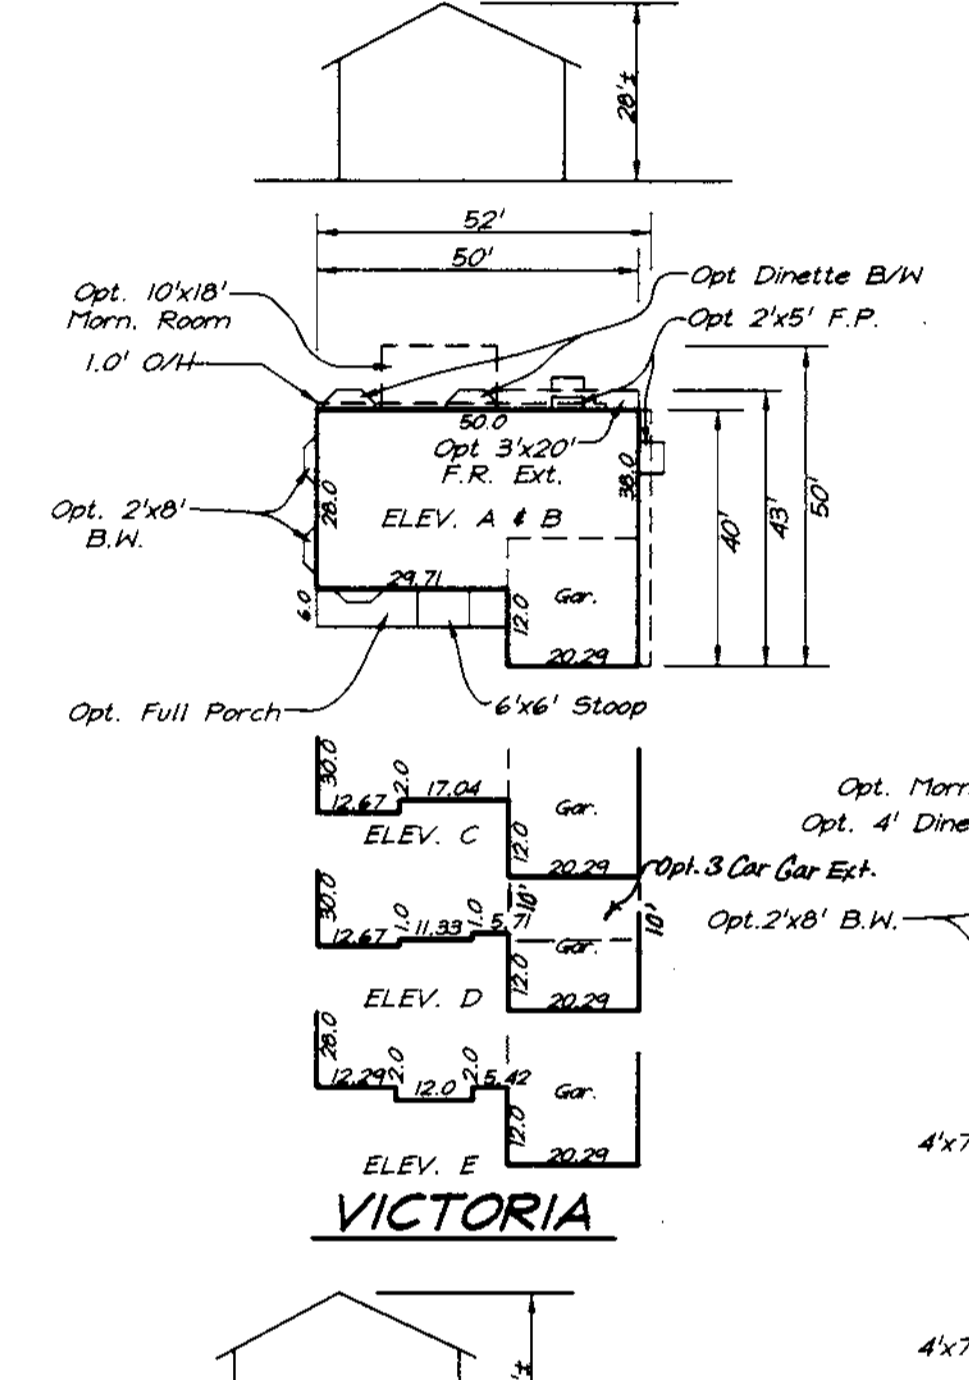 28'±
52'
50'
Opt. 10'x18'
Morn. Room
1.0' O/H
Opt Dinette B/W
Opt 2'x5' F.P.
50.0
Opt 3'x20'
F.R. Ext.
38.0
28.0
Opt. 2'x8'
B.W.
ELEV. A & B
40'
43'
50'
29.71
6.0
12.0
Gar.
20.29
Opt. Full Porch
6'x6' Stoop
30.0
12.67
2.0
17.04
ELEV. C
12.0
Gar.
20.29
Opt. 3 Car Gar Ext.
10'
10'
30.0
12.67
1.0
11.33
1.0
5.71
ELEV. D
12.0
Gar.
20.29
28.0
12.29
2.0
12.0
2.0
5.42
ELEV. E
12.0
Gar.
20.29
VICTORIA
Opt. Morn
Opt. 4' Dine
Opt. 2'x8' B.W.
4'x7
4'x7
'±